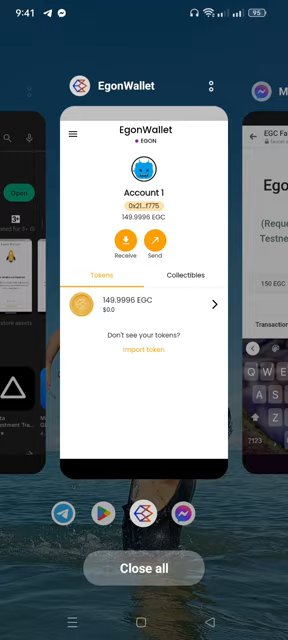 9:41
95
EgonWallet
EgonWallet
EGON
Account 1
0x21...f775
149.9996 EGC
Receive
Send
Tokens
Collectibles
149.9996 EGC
$0.0
Don't see your tokens?
Import token
Open
M
EGC Fa
faucet.e
Ego
(Reque
Testne
150 EGC
Transaction
Q W E
A S
Z
?123
Close all